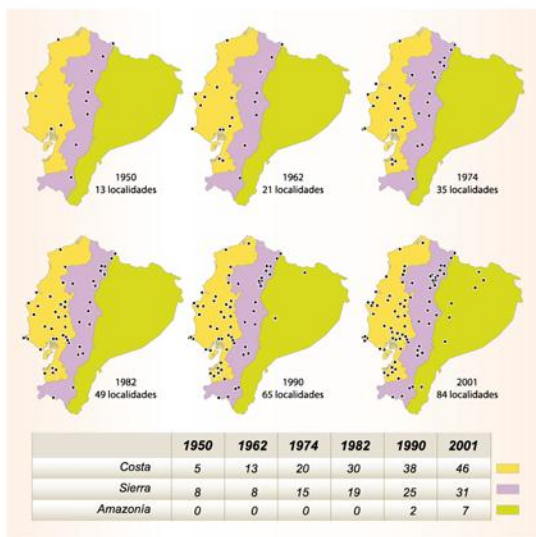 1950
13 localidades
1962
21 localidades
1974
35 localidades
1982
49 localidades
1990
65 localidades
2001
84 localidades
1950 1962 1974 1982 1990 2001
Costa 5 13 20 30 38 46
Sierra 8 8 15 19 25 31
Amazonía 0 0 0 0 2 7